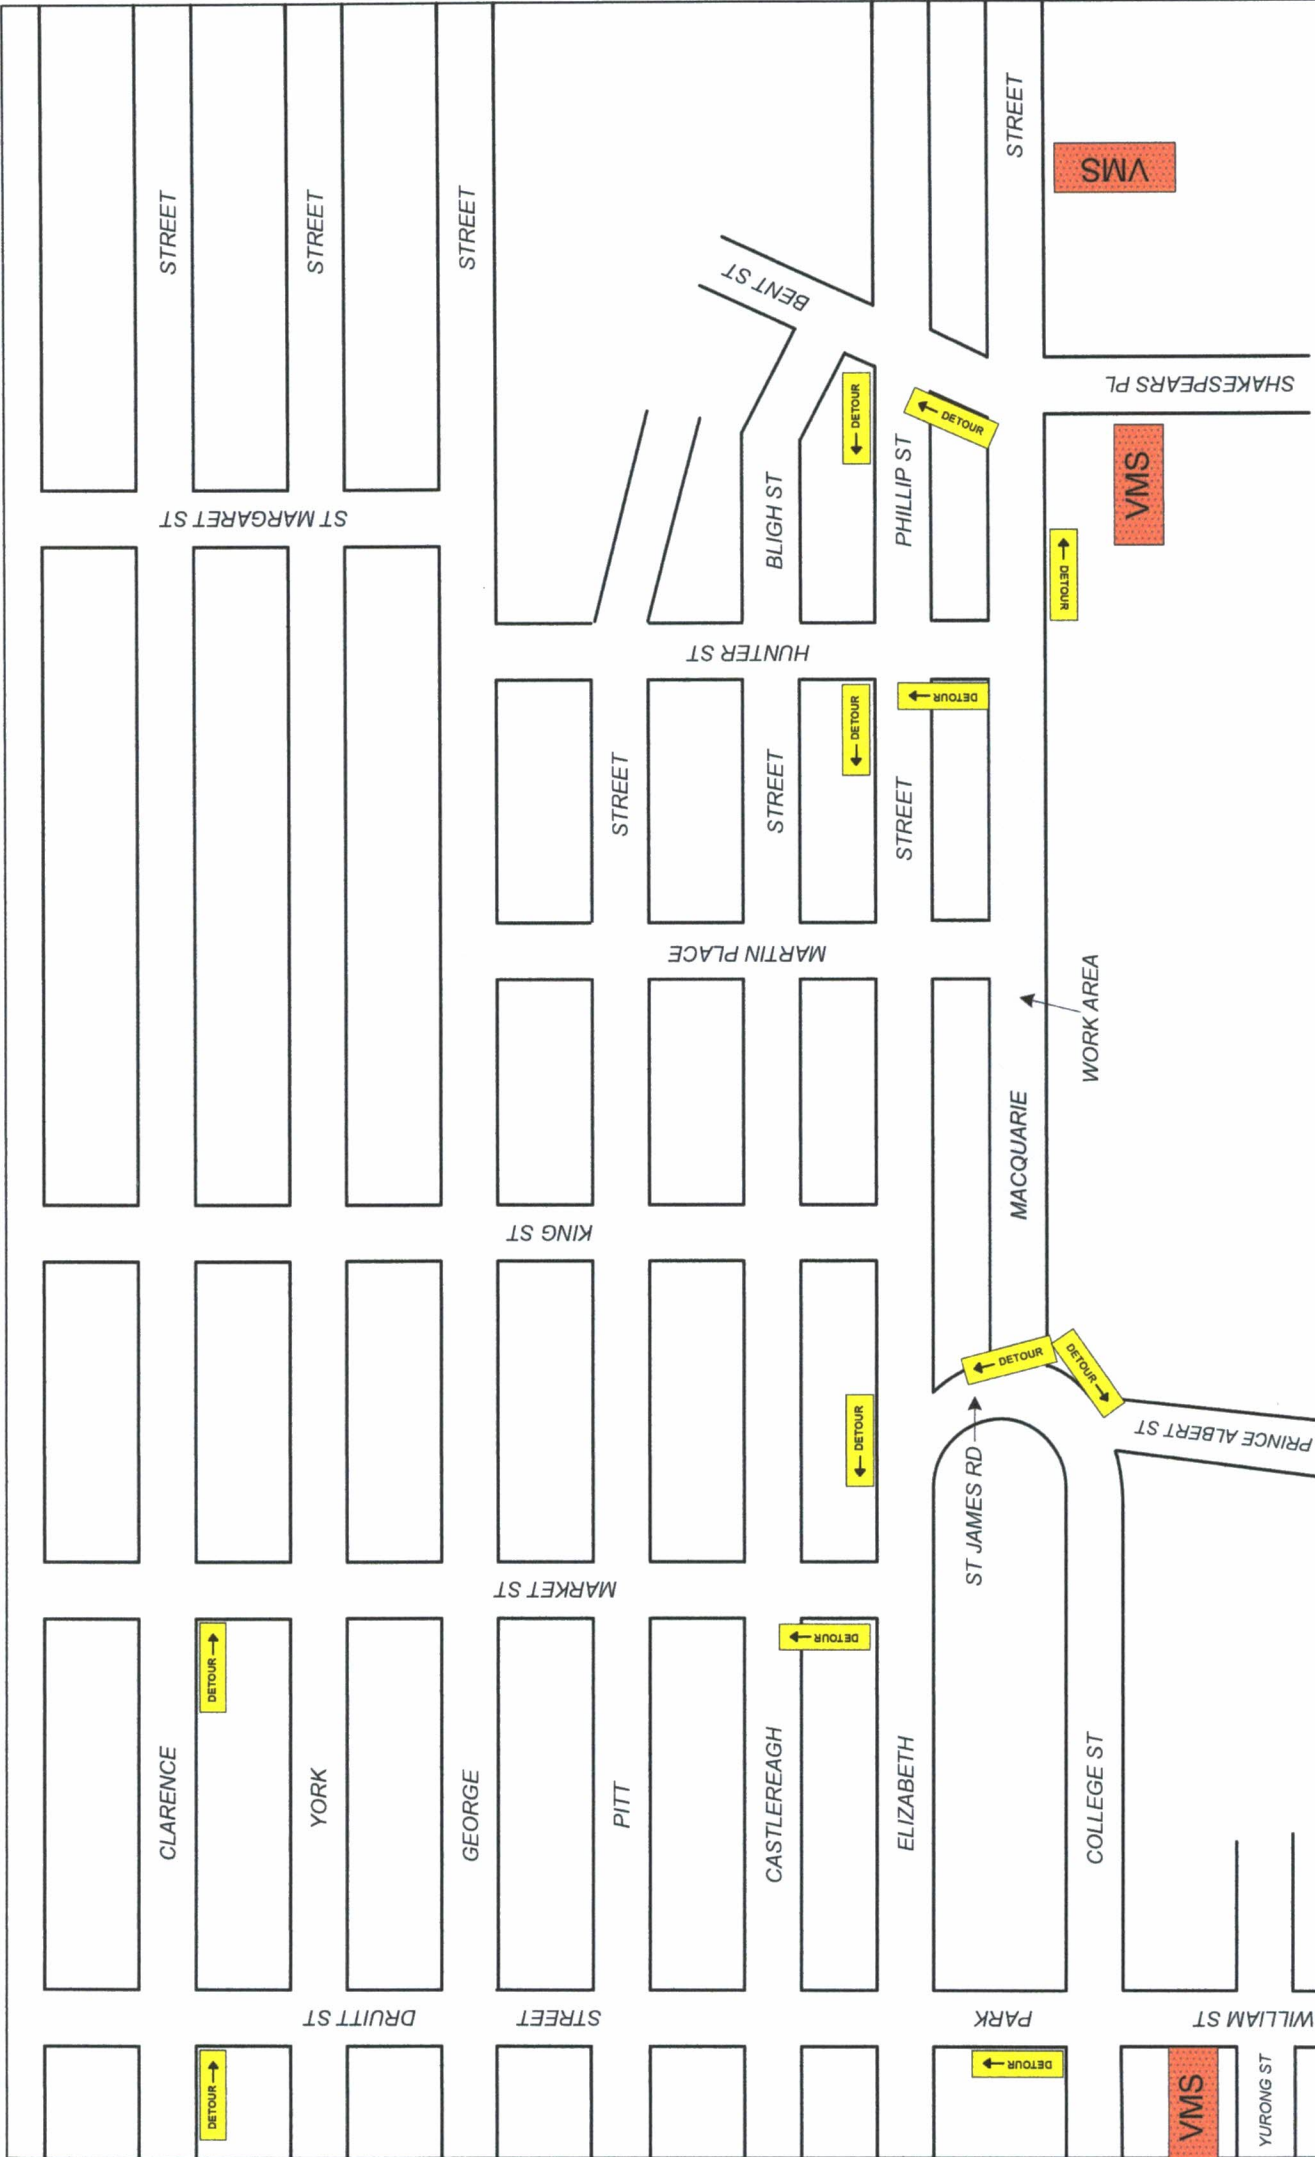 STREET
STREET
STREET
STREET
VMS
BENT ST
SHAKESPEARS PL
DETOUR
DETOUR
VMS
ST MARGARET ST
BLIGH ST
PHILLIP ST
DETOUR
HUNTER ST
DETOUR
DETOUR
STREET
STREET
STREET
MARTIN PLACE
WORK AREA
MACQUARIE
KING ST
DETOUR
DETOUR
PRINCE ALBERT ST
DETOUR
ST JAMES RD
MARKET ST
DETOUR
DETOUR
CLARENCE
YORK
GEORGE
PITT
CASTLEREAGH
ELIZABETH
COLLEGE ST
DRUITT ST
STREET
PARK
WILLIAM ST
DETOUR
DETOUR
VMS
YURONG ST